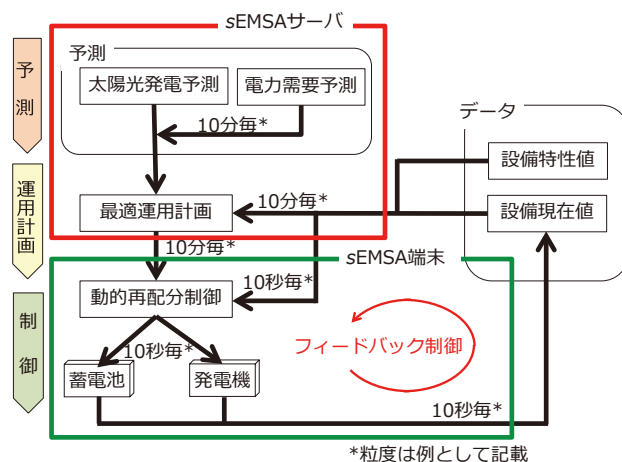 sEMSAサーバ
予測
予測
太陽光発電予測
電力需要予測
10分毎*
データ
設備特性値
運用計画
最適運用計画
10分毎*
設備現在値
10分毎*
sEMSA端末
制御
動的再配分制御
10秒毎*
フィードバック制御
10秒毎*
蓄電池
発電機
10秒毎*
*粒度は例として記載